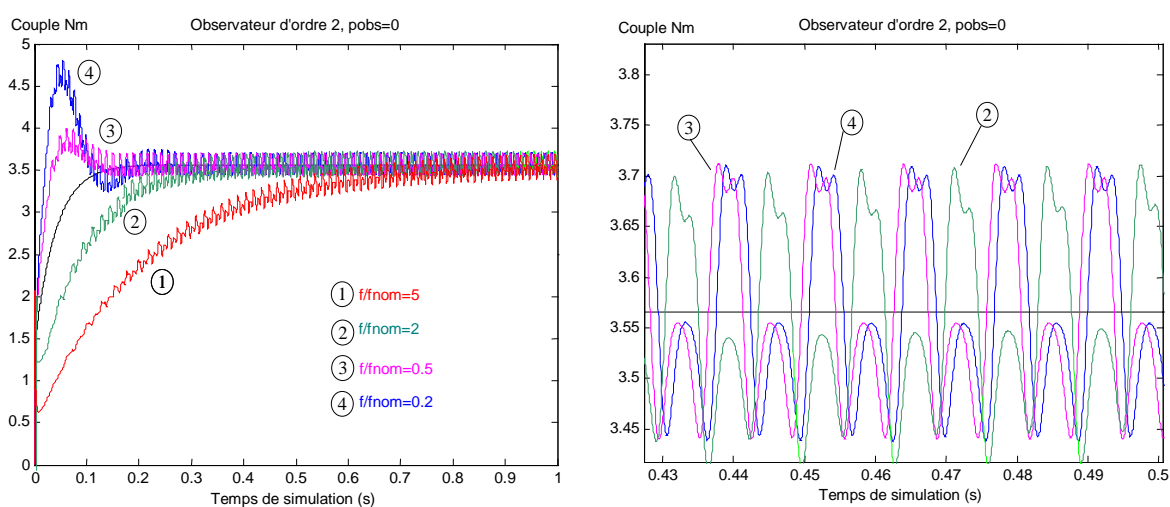 Couple Nm
Observateur d'ordre 2, pobs=0
5
4.5
4
3.5
3
2.5
2
1.5
1
0.5
0
4
3
2
1
1 f/fnom=5
2 f/fnom=2
3 f/fnom=0.5
4 f/fnom=0.2
0 0.1 0.2 0.3 0.4 0.5 0.6 0.7 0.8 0.9 1
Temps de simulation (s)
Couple Nm
Observateur d'ordre 2, pobs=0
3.8
3.75
3.7
3.6
3.55
3.5
3.45
3 4 2
0.43 0.44 0.45 0.46 0.47 0.48 0.49 0.5
Temps de simulation (s)